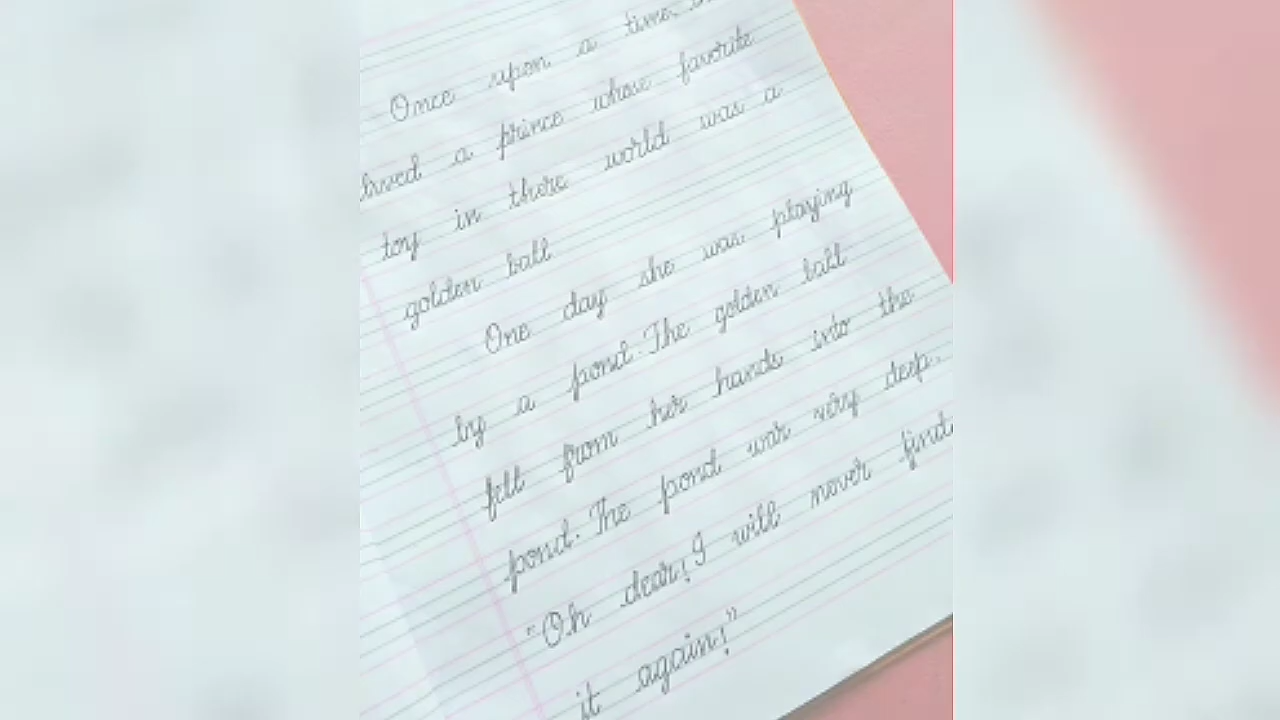 Once upon a time,
lived a prince whose favorite
toy in there world was a
golden ball
One day she was playing
by a pond. The golden ball
fell from her hands into the
pond. The pond was very deep.
"Oh dear! I will never find
it again!"